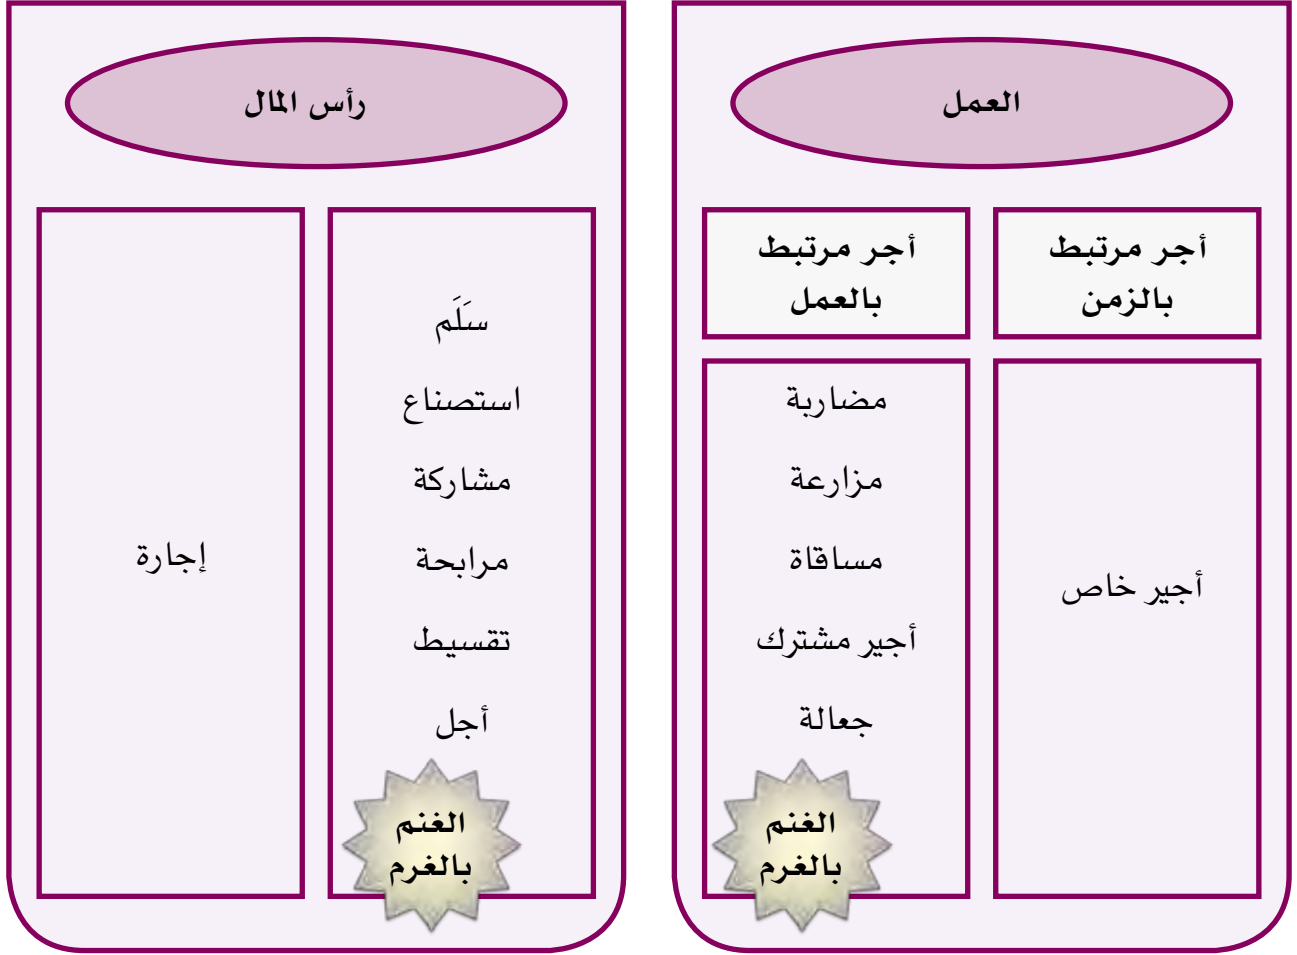 العمل
أجر مرتبط
بالزمن
أجير خاص
أجر مرتبط
بالعمل
مضاربة
مزارعة
مساقاة
أجير مشترك
جعالة
الغنم
بالغرم
رأس المال
سَلَم
استصناع
مشاركة
مرابحة
تقسيط
أجل
الغنم
بالغرم
إجارة